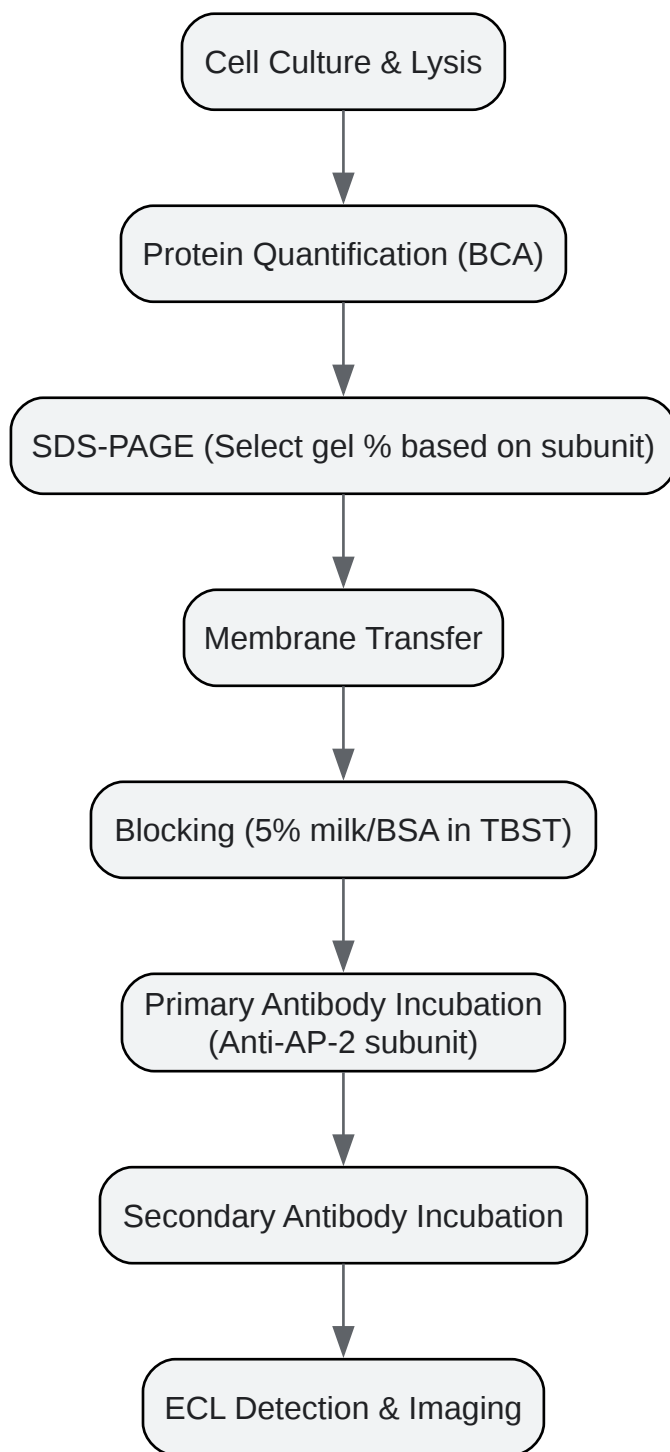 Cell Culture & Lysis
Protein Quantification (BCA)
SDS-PAGE (Select gel % based on subunit)
Membrane Transfer
Blocking (5% milk/BSA in TBST)
Primary Antibody Incubation
(Anti-AP-2 subunit)
Secondary Antibody Incubation
ECL Detection & Imaging